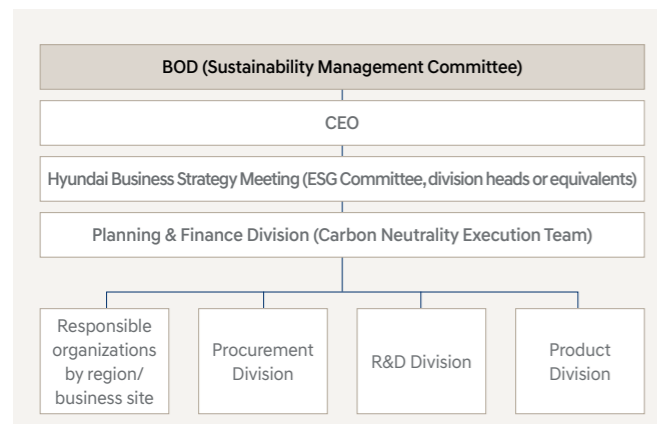 BOD (Sustainability Management Committee)
CEO
Hyundai Business Strategy Meeting (ESG Committee, division heads or equivalents)
Planning & Finance Division (Carbon Neutrality Execution Team)
Responsible
organizations
by region/
business site
Procurement
Division
R&D Division
Product
Division